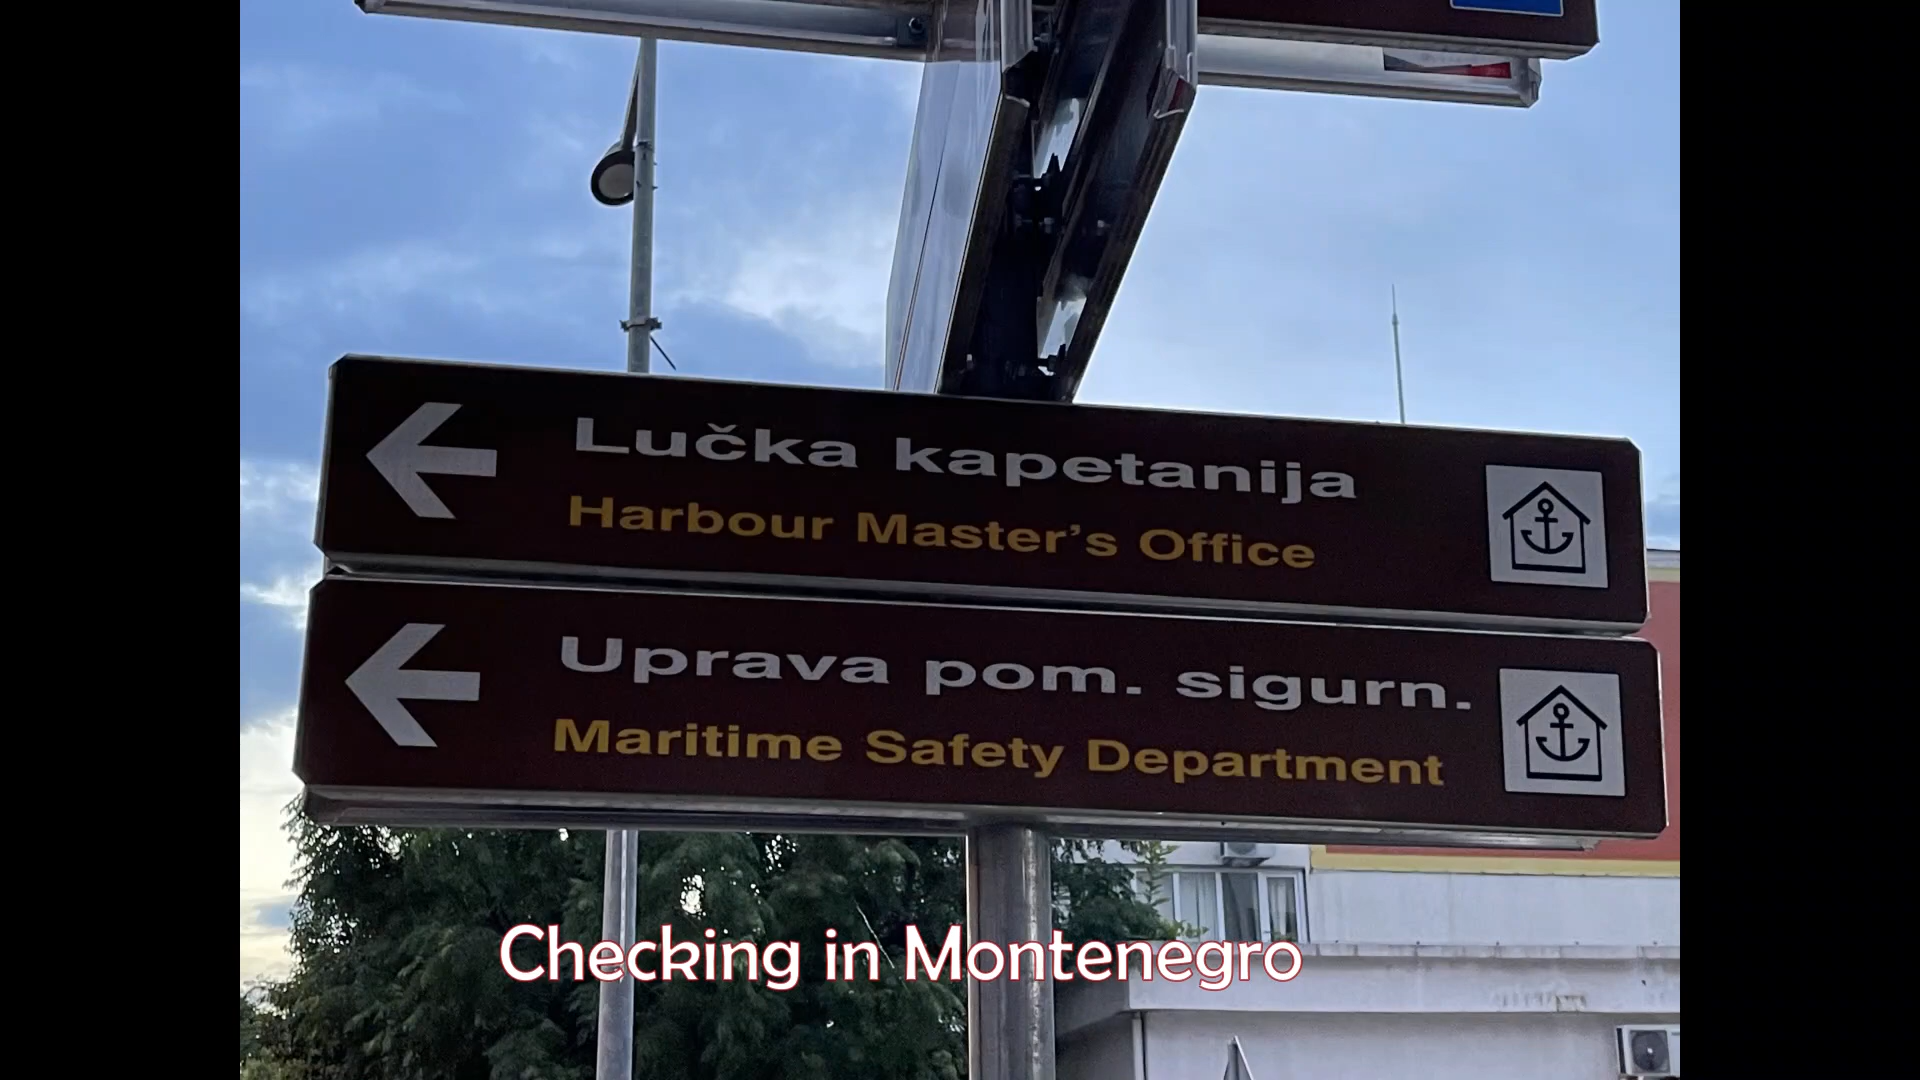 Lučka kapetanija
Harbour Master's Office
Uprava pom. sigurn.
Maritime Safety Department
Checking in Montenegro